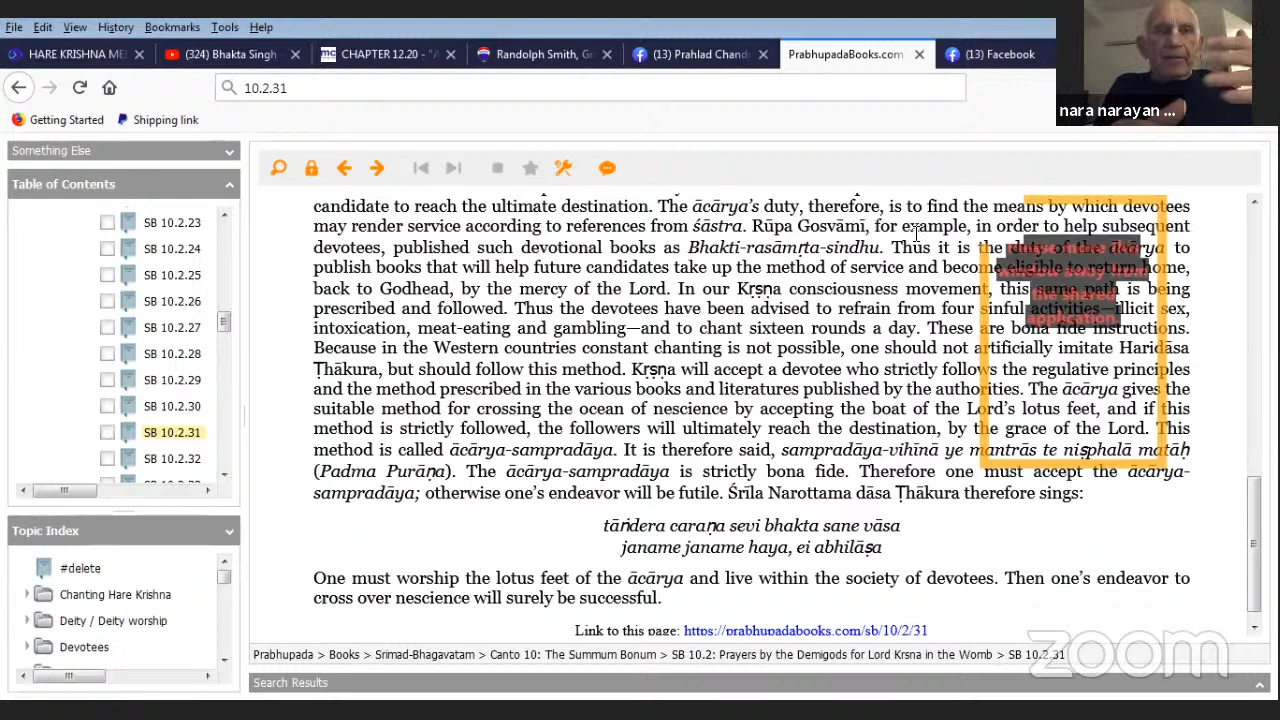 File Edit View History Bookmarks Tools Help
HARE KRISHNA ME
(324) Bhakta Singh
CHAPTER 12.20 - "A
Randolph Smith, G
(13) Prahlad Chand
PrabhupadaBooks.com
(13) Facebook
10.2.31
nara narayan ...
Getting Started Shipping link
Something Else
Table of Contents
SB 10.2.23
SB 10.2.24
SB 10.2.25
SB 10.2.26
SB 10.2.27
SB 10.2.28
SB 10.2.29
SB 10.2.30
SB 10.2.31
SB 10.2.32
Topic Index
#delete
Chanting Hare Krishna
Deity / Deity worship
Devotees
candidate to reach the ultimate destination. The ācārya's duty, therefore, is to find the means by which devotees
may render service according to references from śāstra. Rūpa Gosvāmī, for example, in order to help subsequent
devotees, published such devotional books as Bhakti-rasāmṛta-sindhu. Thus it is the duty of the ācārya to
publish books that will help future candidates take up the method of service and become eligible to return home,
back to Godhead, by the mercy of the Lord. In our Kṛṣṇa consciousness movement, this same path is being
prescribed and followed. Thus the devotees have been advised to refrain from four sinful activities—illicit sex,
intoxication, meat-eating and gambling—and to chant sixteen rounds a day. These are bona fide instructions.
Because in the Western countries constant chanting is not possible, one should not artificially imitate Haridāsa
Ṭhākura, but should follow this method. Kṛṣṇa will accept a devotee who strictly follows the regulative principles
and the method prescribed in the various books and literatures published by the authorities. The ācārya gives the
suitable method for crossing the ocean of nescience by accepting the boat of the Lord's lotus feet, and if this
method is strictly followed, the followers will ultimately reach the destination, by the grace of the Lord. This
method is called ācārya-sampradāya. It is therefore said, sampradāya-vihīnā ye mantrās te niṣphalā matāḥ
(Padma Purāṇa). The ācārya-sampradāya is strictly bona fide. Therefore one must accept the ācārya-
sampradāya; otherwise one's endeavor will be futile. Śrīla Narottama dāsa Ṭhākura therefore sings:
tāṅdera caraṇa sevi bhakta sane vāsa
janame janame haya, ei abhilāṣa
One must worship the lotus feet of the ācārya and live within the society of devotees. Then one's endeavor to
cross over nescience will surely be successful.
Link to this page: https://prabhupadabooks.com/sb/10/2/31
window away from
the shared
application.
Prabhupada > Books > Srimad-Bhagavatam > Canto 10: The Summum Bonum > SB 10.2: Prayers by the Demigods for Lord Krsna in the Womb > SB 10.2.31
Search Results
zoom